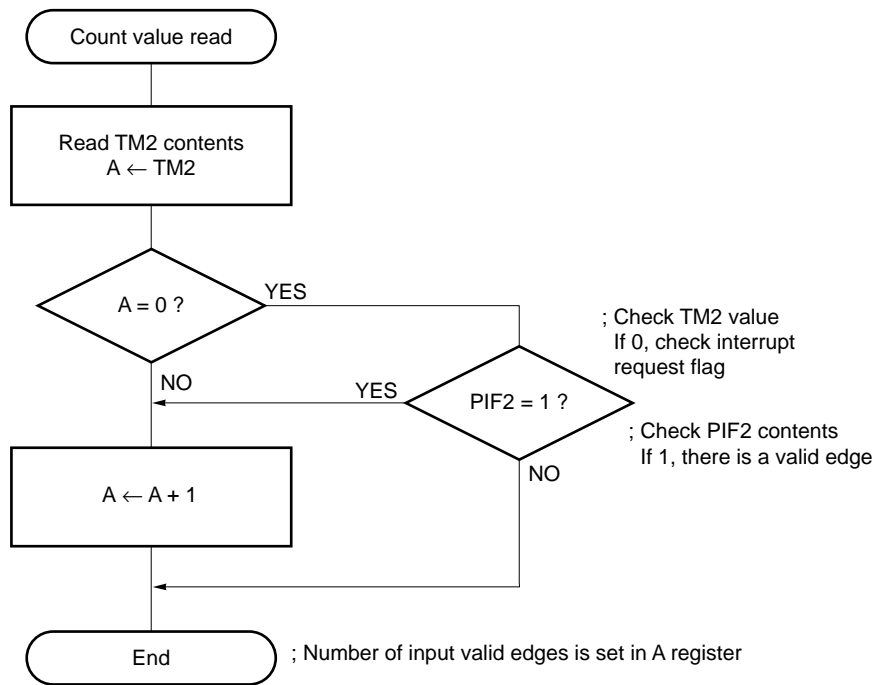 Count value read
Read TM2 contents
A ← TM2
A = 0 ?
YES
; Check TM2 value
If 0, check interrupt
request flag
NO
YES
PIF2 = 1 ?
; Check PIF2 contents
If 1, there is a valid edge
NO
A ← A + 1
End
; Number of input valid edges is set in A register